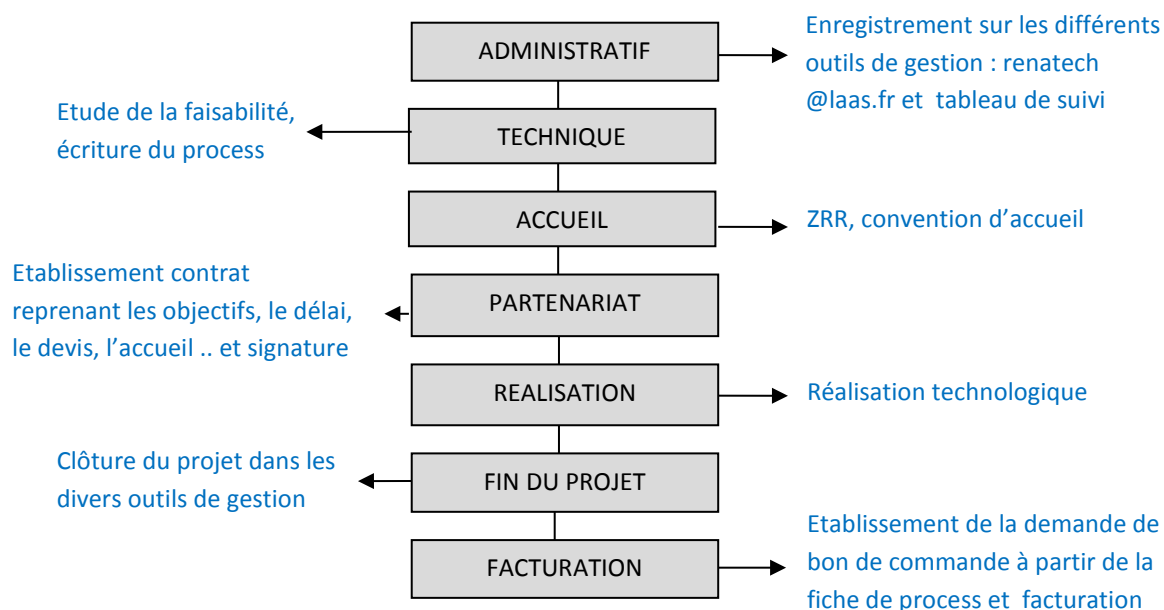 ADMINISTRATIF
Enregistrement sur les différents
outils de gestion : renatech
@laas.fr et tableau de suivi
Etude de la faisabilité,
écriture du process
TECHNIQUE
ACCUEIL
ZRR, convention d’accueil
Etablissement contrat
reprenant les objectifs, le délai,
le devis, l’accueil .. et signature
PARTENARIAT
REALISATION
Réalisation technologique
Clôture du projet dans les
divers outils de gestion
FIN DU PROJET
FACTURATION
Etablissement de la demande de
bon de commande à partir de la
fiche de process et facturation